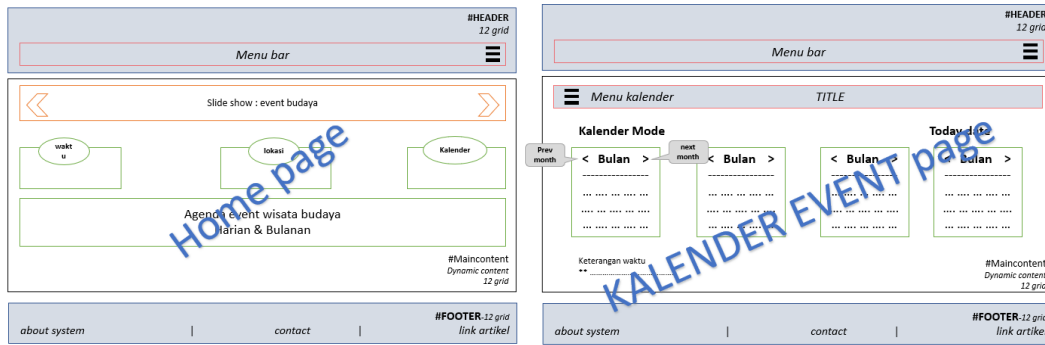 #HEADER
12 grid
Menu bar
Slide show : event budaya
wakt
u
lokasi
Kalender
Agenda event wisata budaya
Harian & Bulanan
Home page
#Maincontent
Dynamic content
12 grid
#FOOTER-12 grid
about system | contact | link artikel
#HEADER
12 grid
Menu bar
Menu kalender TITLE
Kalender Mode Today date
Prev
month
next
month
< Bulan > < Bulan > < Bulan > < Bulan >
KALENDER EVENT page
Keterangan waktu
** ..............................
#Maincontent
Dynamic content
12 grid
#FOOTER-12 grid
about system | contact | link artikel